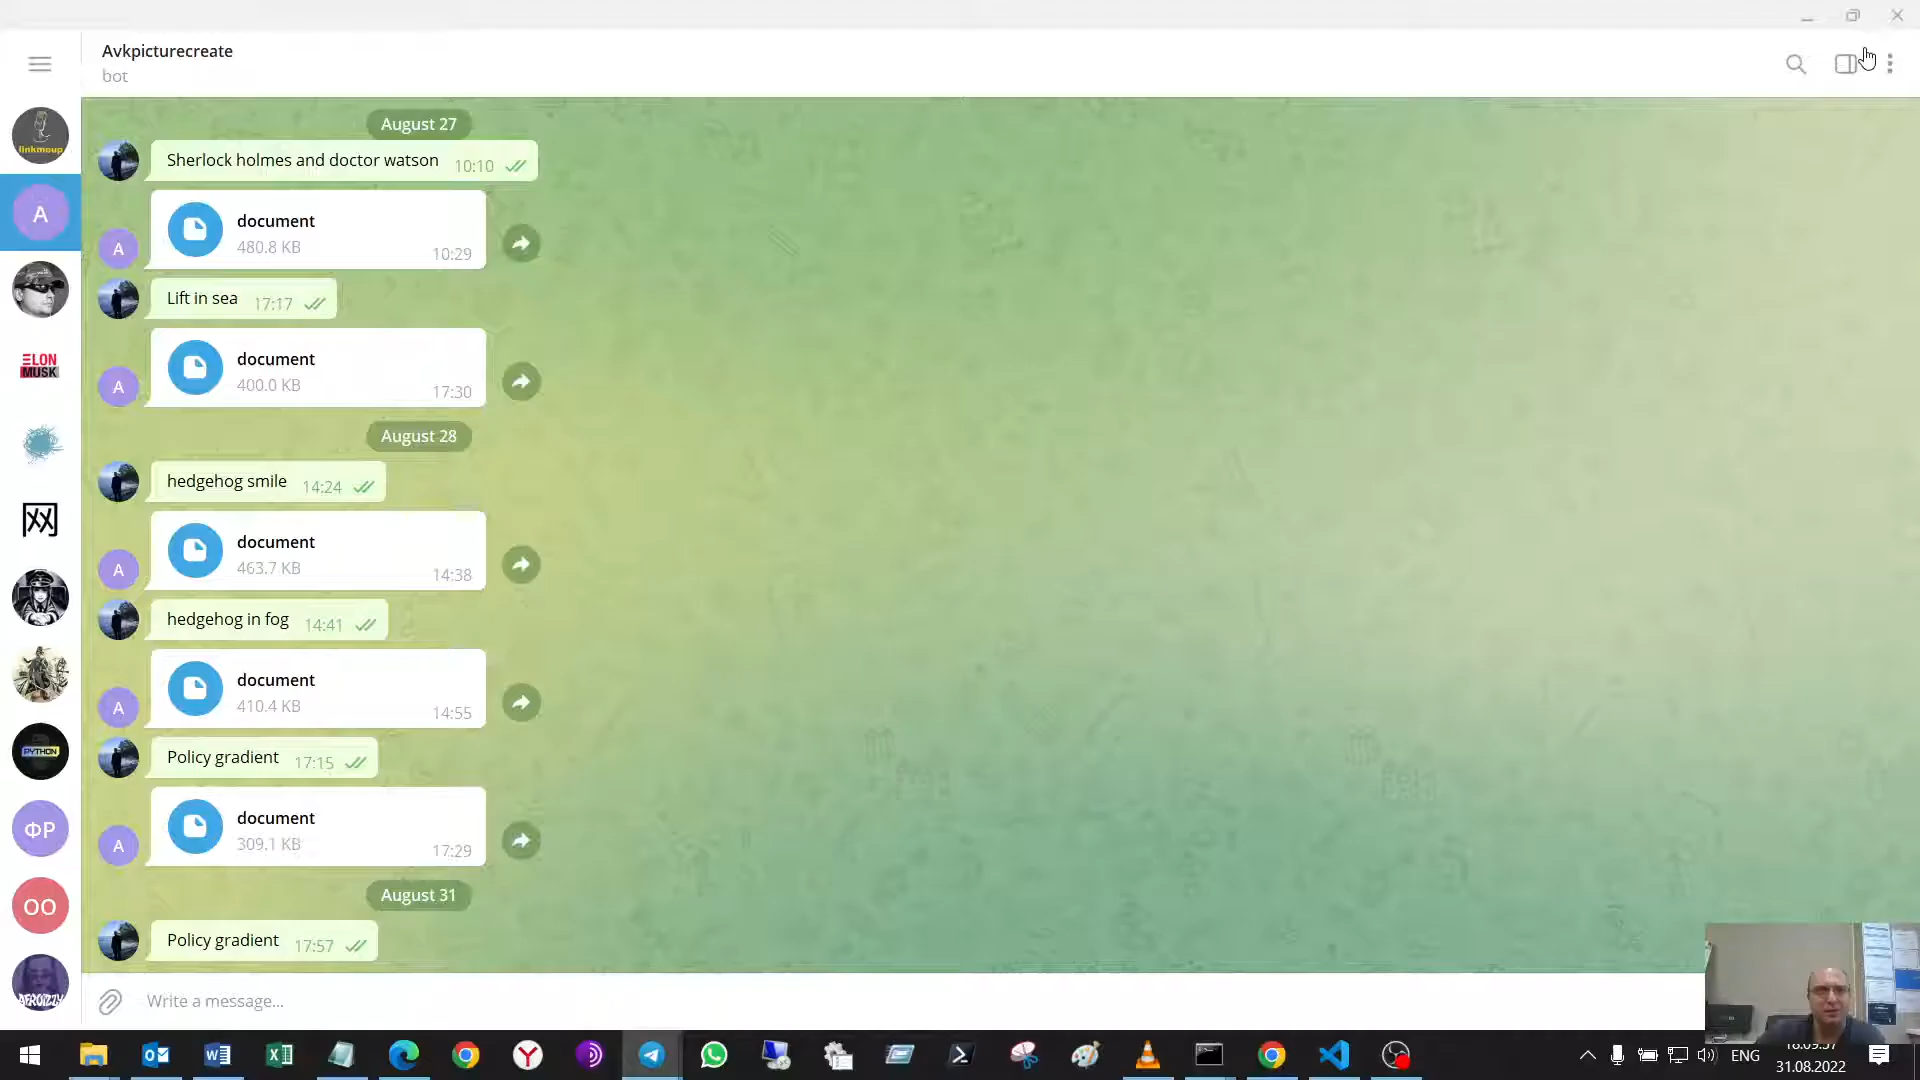 Avkpicturecreate
bot
linkmeup
August 27
Sherlock holmes and doctor watson 10:10
document
480.8 KB
10:29
A
A
Lift in sea 17:17
document
400.0 KB
17:30
A
ELON
MUSK
August 28
hedgehog smile 14:24
网
document
463.7 KB
14:38
A
hedgehog in fog 14:41
document
410.4 KB
14:55
A
Policy gradient 17:15
PYTHON
document
309.1 KB
17:29
A
ФР
August 31
ОО
Policy gradient 17:57
AFROIZZY
Write a message...
ENG
31.08.2022